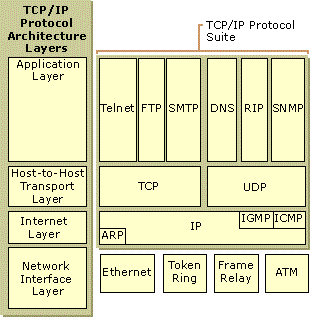 TCP/IP
Protocol
Architecture
Layers
TCP/IP Protocol
Suite
Application
Layer
Telnet
FTP
SMTP
DNS
RIP
SNMP
Host-to-Host
Transport
Layer
TCP
UDP
Internet
Layer
ARP
IP
IGMP
ICMP
Network
Interface
Layer
Ethernet
Token
Ring
Frame
Relay
ATM